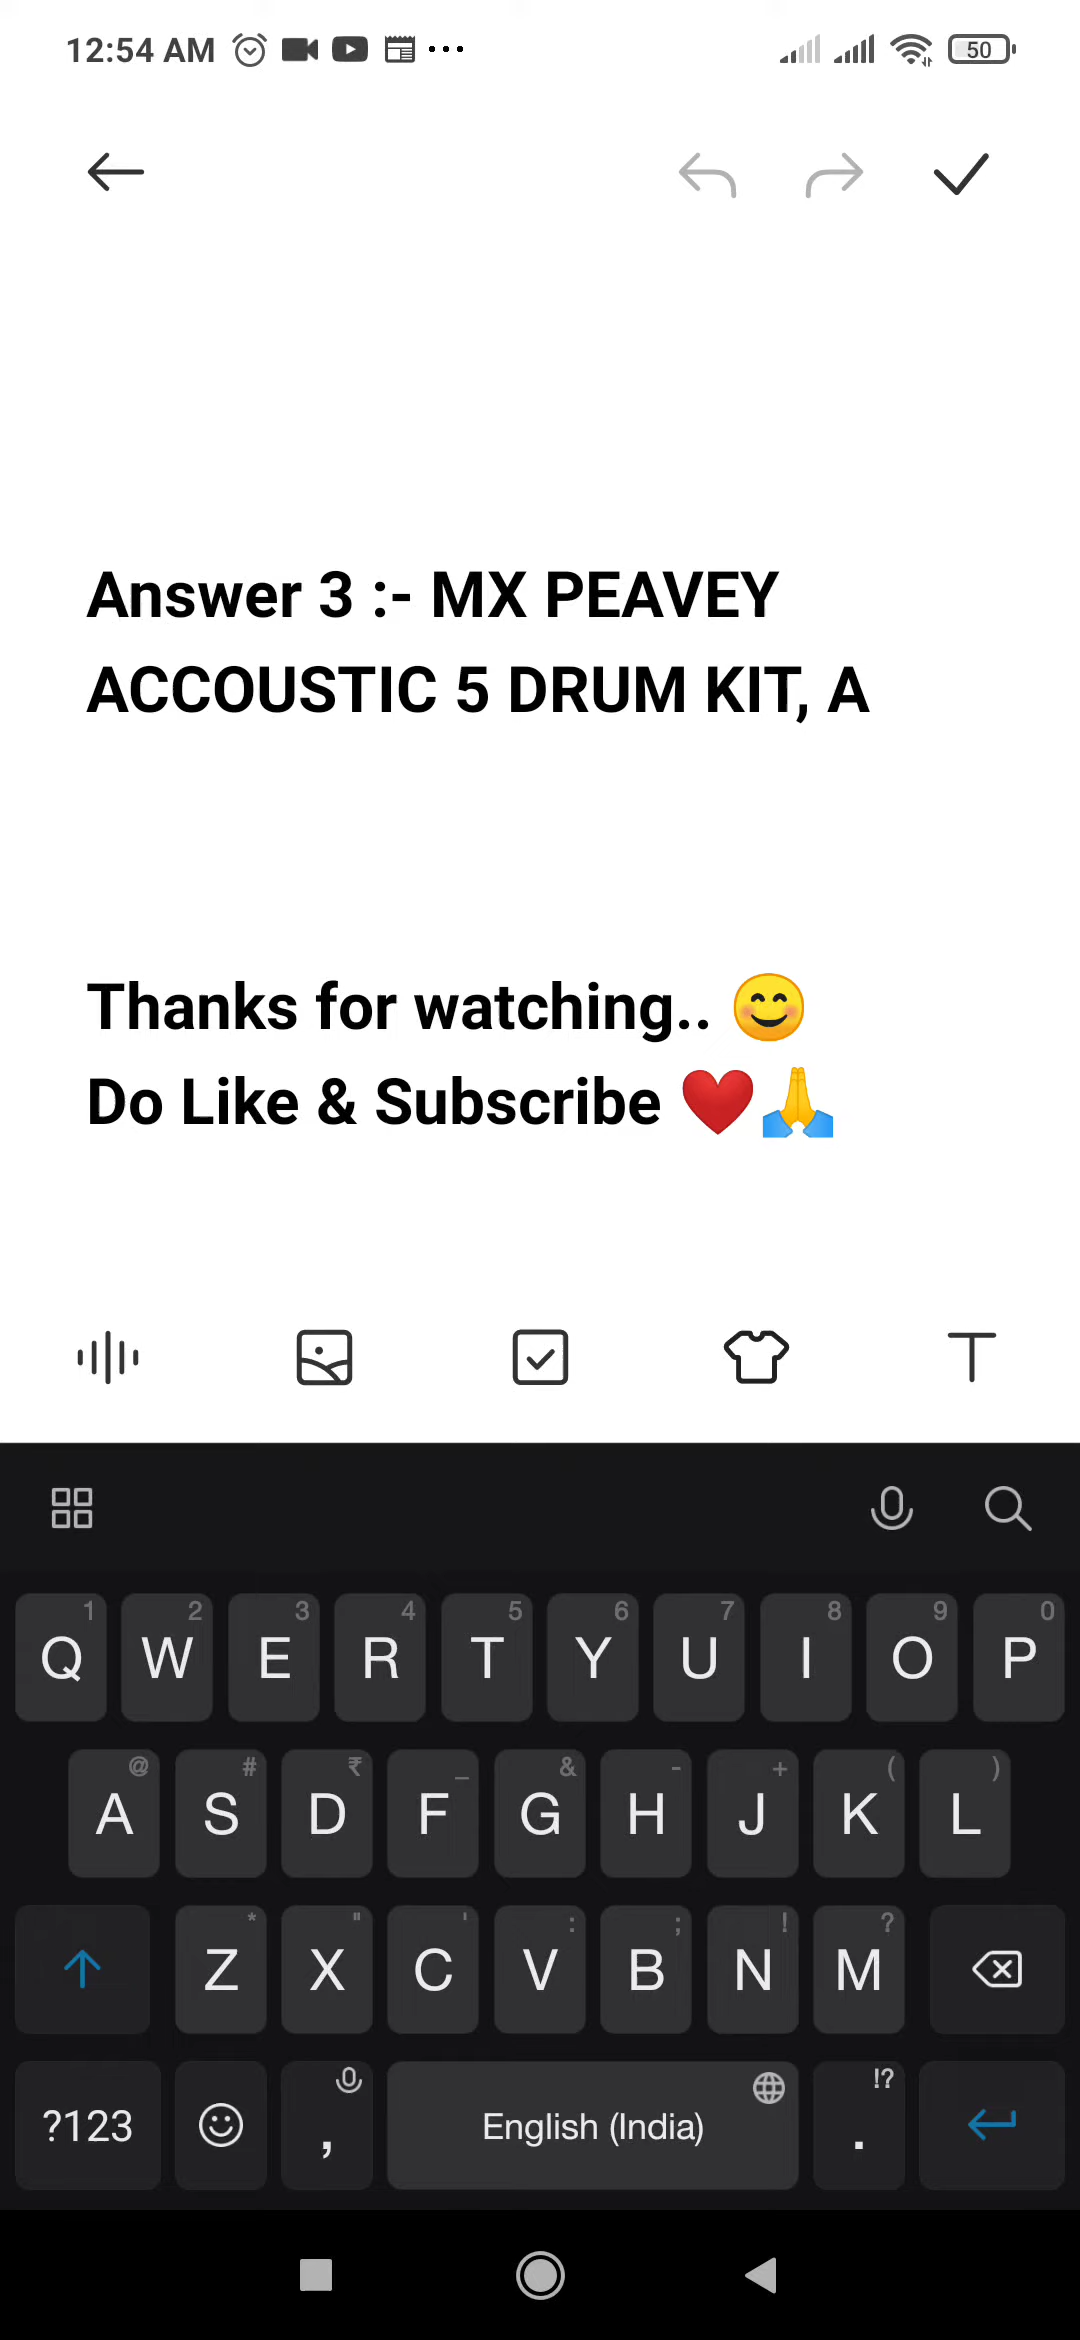 12:54 AM
50
Answer 3 :- MX PEAVEY
ACCOUSTIC 5 DRUM KIT, A
Thanks for watching.. 😊
Do Like & Subscribe ❤️🙏
T
1 2 3 4 5 6 7 8 9 0
Q W E R T Y U I O P
@ # ₹ _ & - + ( )
A S D F G H J K L
* " ' : ; ! ?
Z X C V B N M
!?
?123 , English (India) .